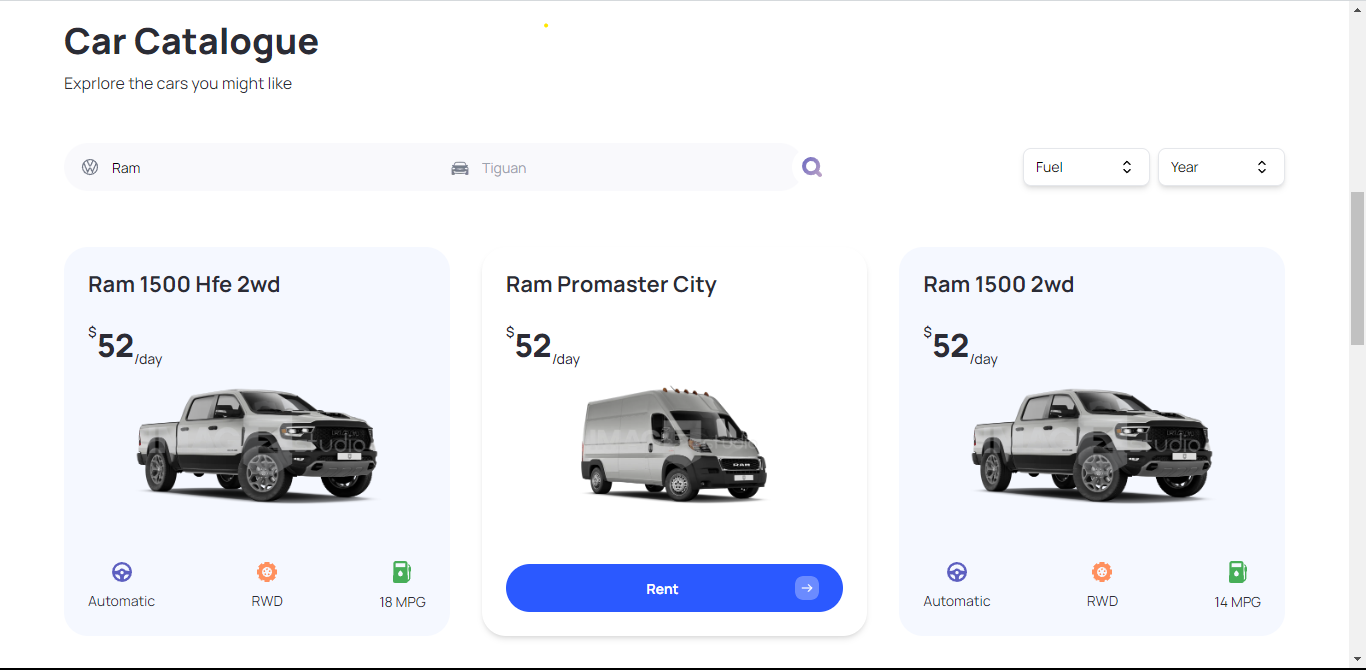 Car Catalogue
Exprlore the cars you might like
Ram
Tiguan
Fuel
Year
Ram 1500 Hfe 2wd
$52/day
Automatic
RWD
18 MPG
Ram Promaster City
$52/day
RAM
Rent
Ram 1500 2wd
$52/day
Automatic
RWD
14 MPG